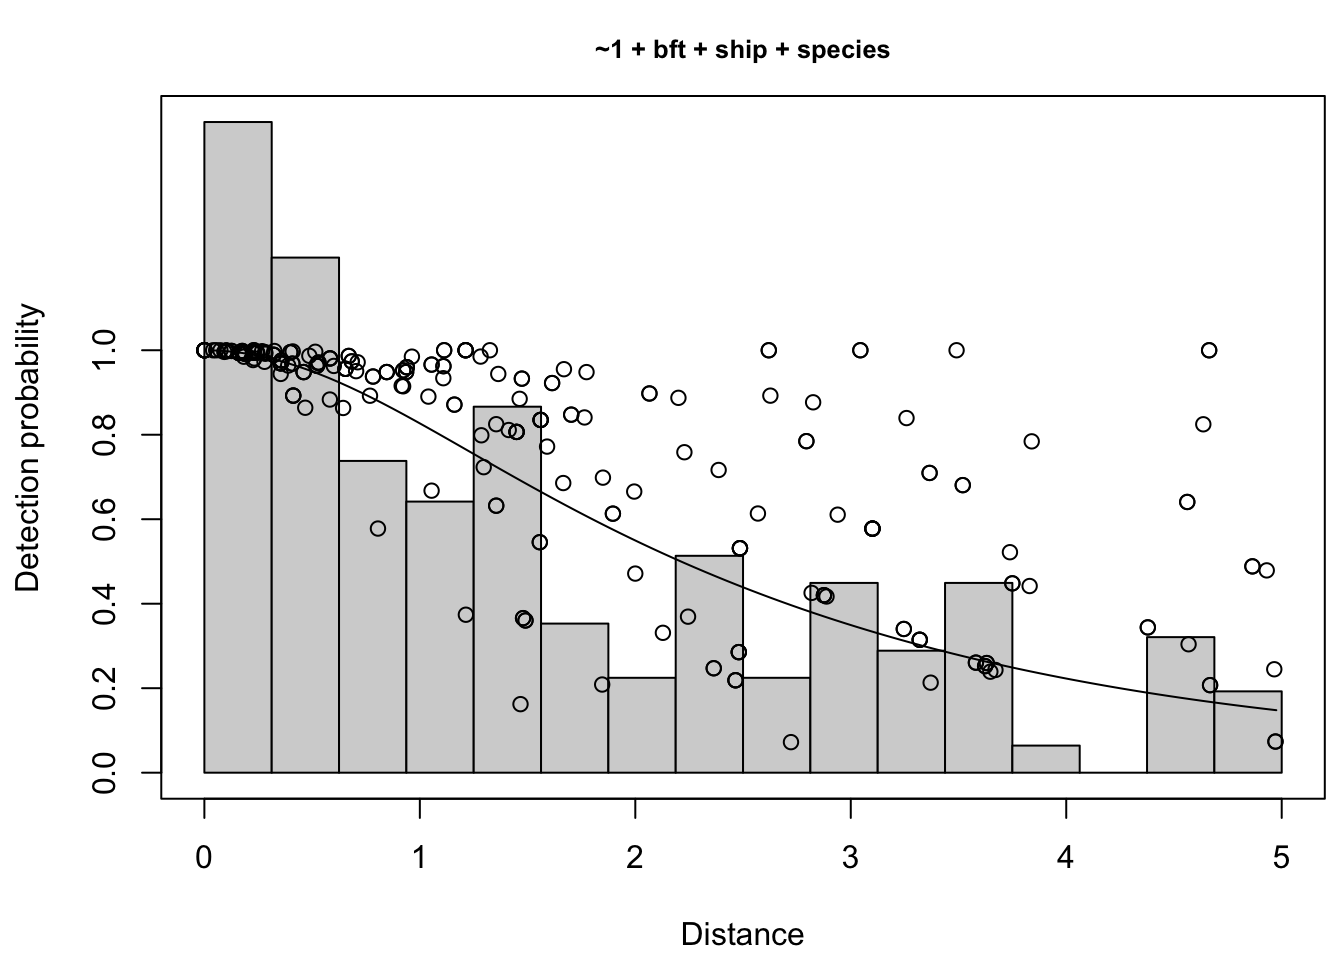 ~1 + bft + ship + species
Detection probability
1.0
0.8
0.6
0.4
0.2
0.0
0 1 2 3 4 5
Distance